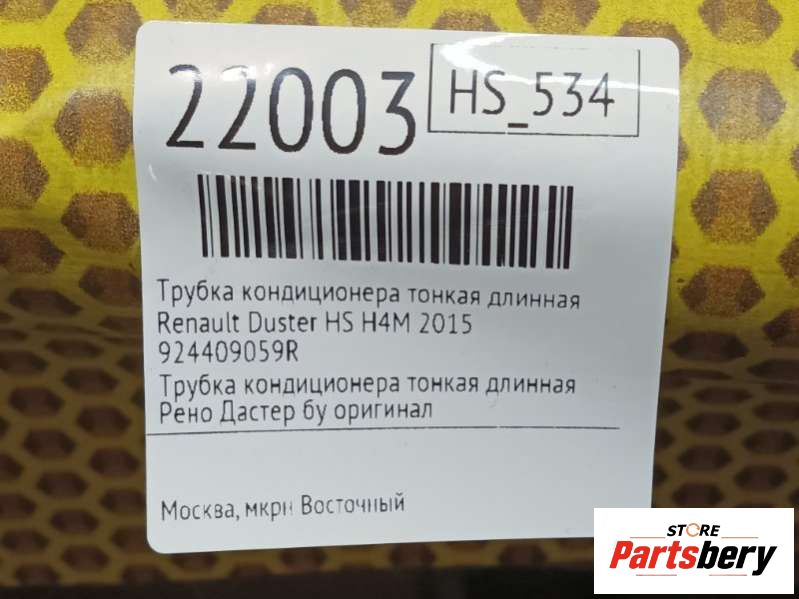 22003
HS_534
Трубка кондиционера тонкая длинная
Renault Duster HS H4M 2015
924409059R
Трубка кондиционера тонкая длинная
Рено Дастер бу оригинал
Москва, мкрн Восточный
STORE
Partsbery